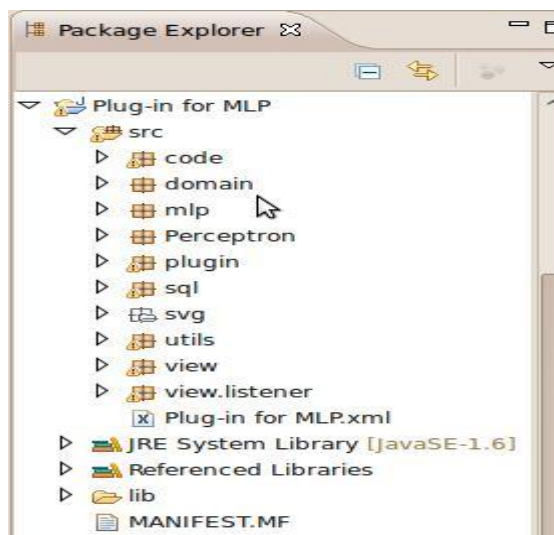 Package Explorer
Plug-in for MLP
src
code
domain
mlp
Perceptron
plugin
sql
svg
utils
view
view.listener
Plug-in for MLP.xml
JRE System Library [JavaSE-1.6]
Referenced Libraries
lib
MANIFEST.MF